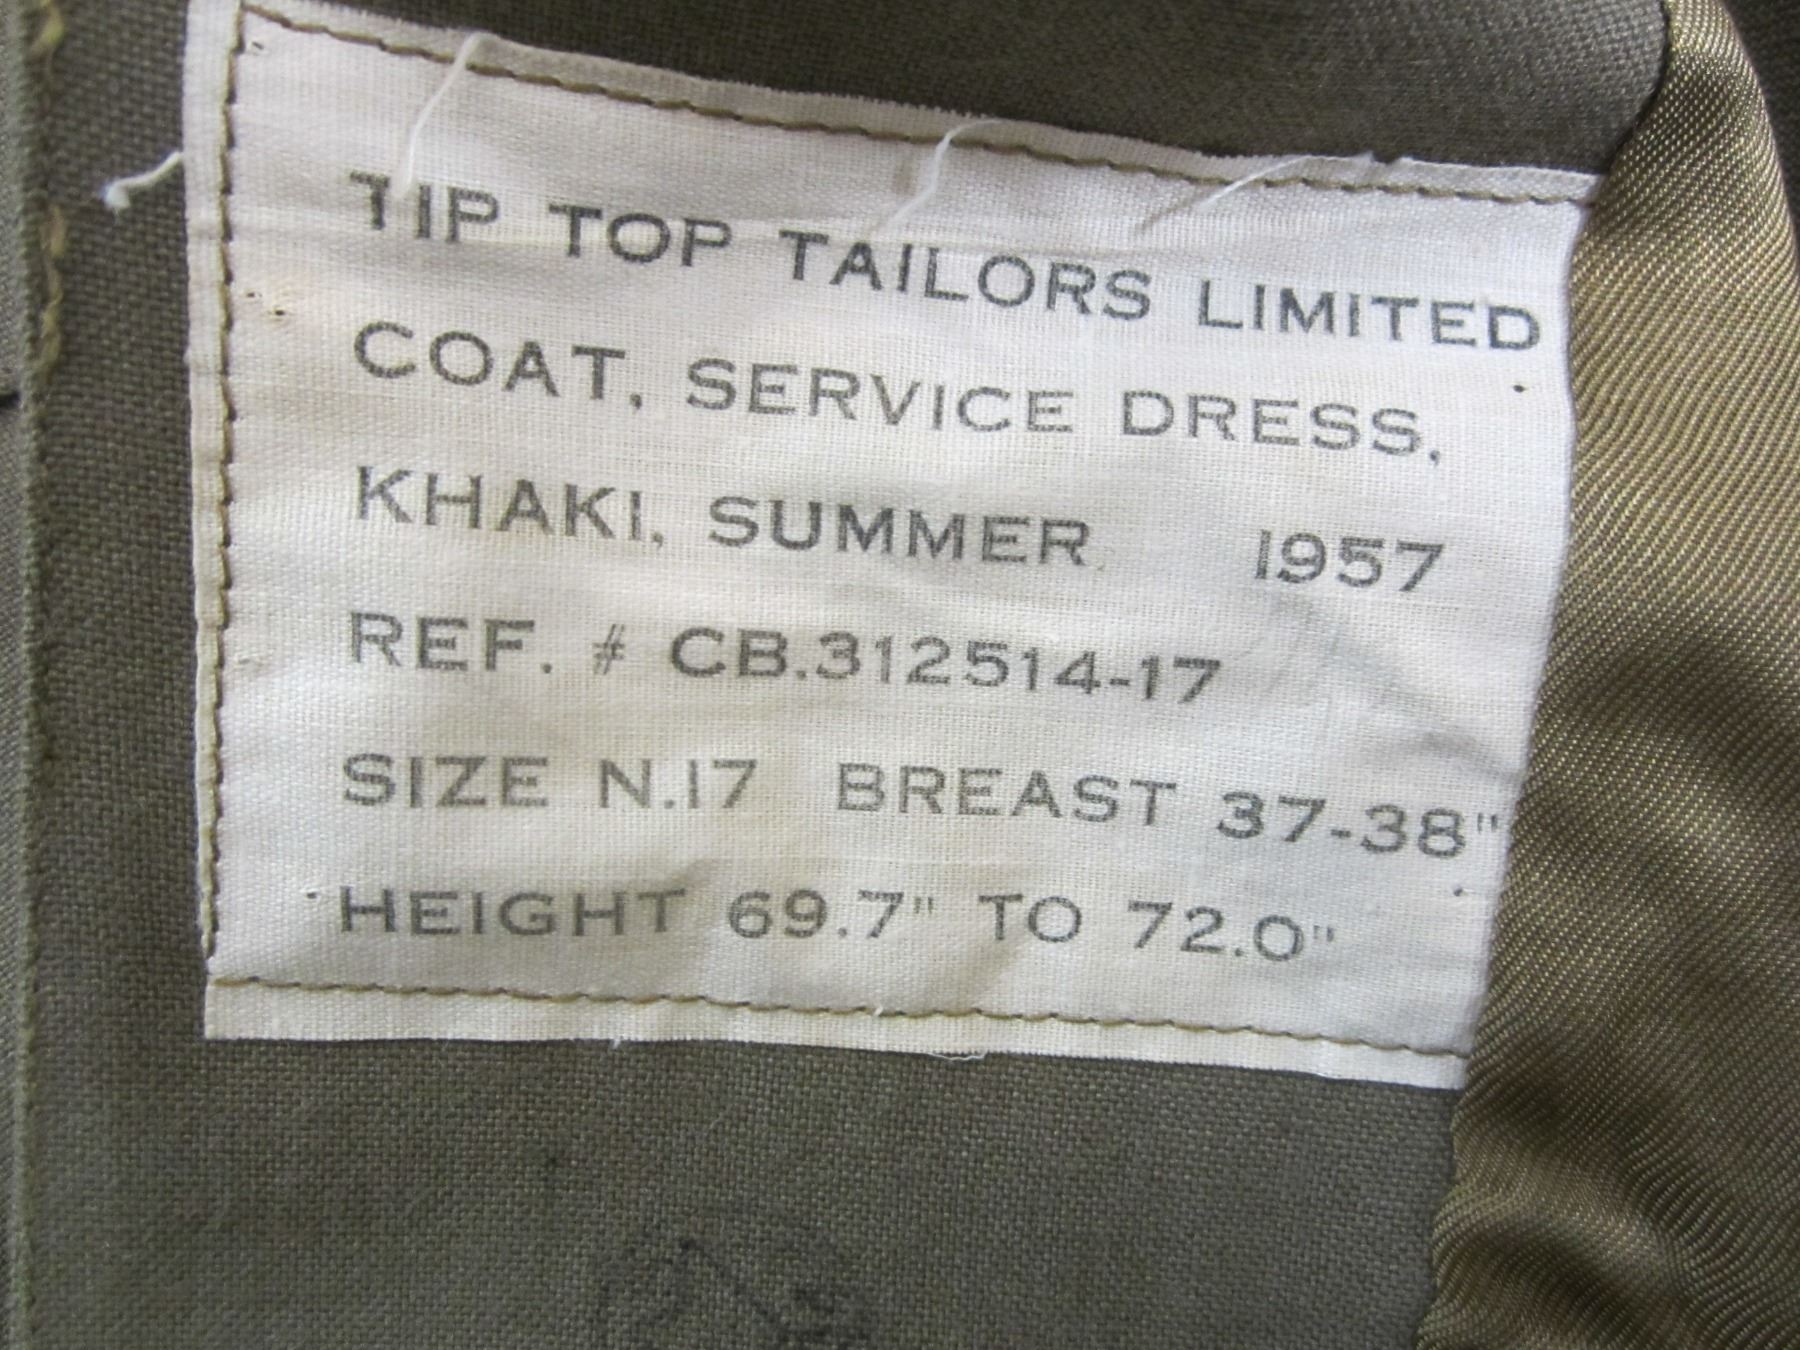 TIP TOP TAILORS LIMITED
COAT, SERVICE DRESS,
KHAKI, SUMMER 1957
REF. # CB.312514-17
SIZE N.17 BREAST 37-38"
HEIGHT 69.7" TO 72.0"